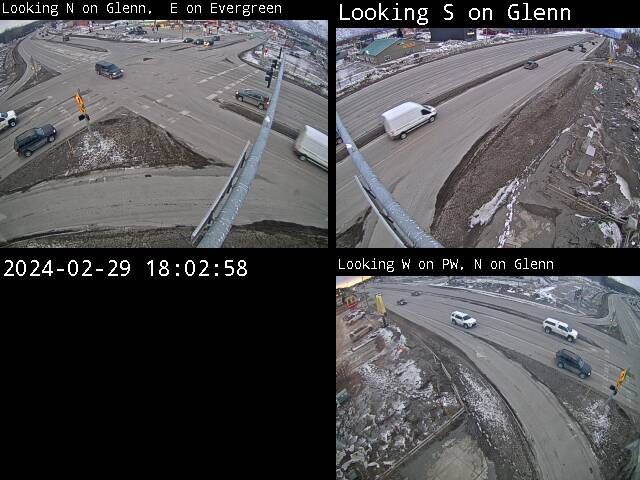 Looking N on Glenn, E on Evergreen
Looking S on Glenn
2024-02-29 18:02:58
Looking W on PW, N on Glenn